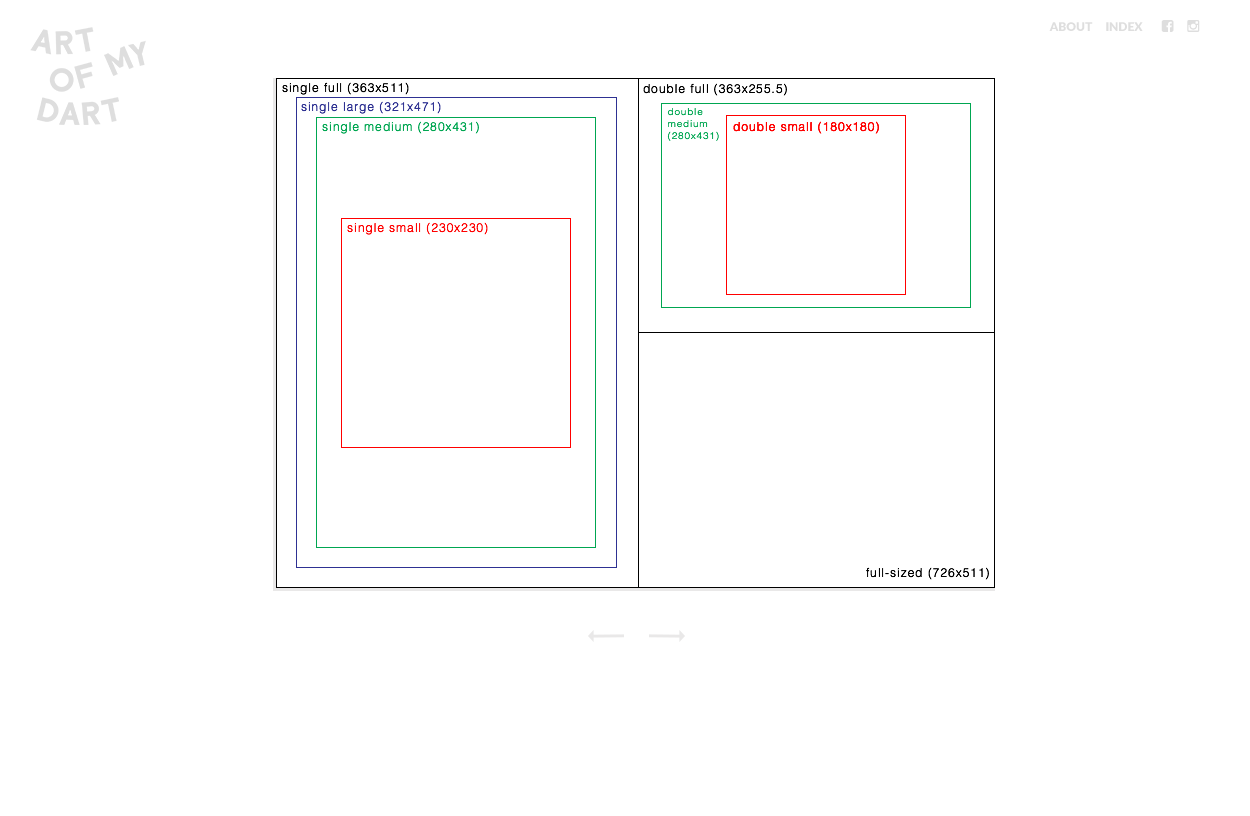 ART
OF MY
DART
ABOUT INDEX
single full (363x511)
single large (321x471)
single medium (280x431)
single small (230x230)
double full (363x255.5)
double
medium
(280x431)
double small (180x180)
full-sized (726x511)